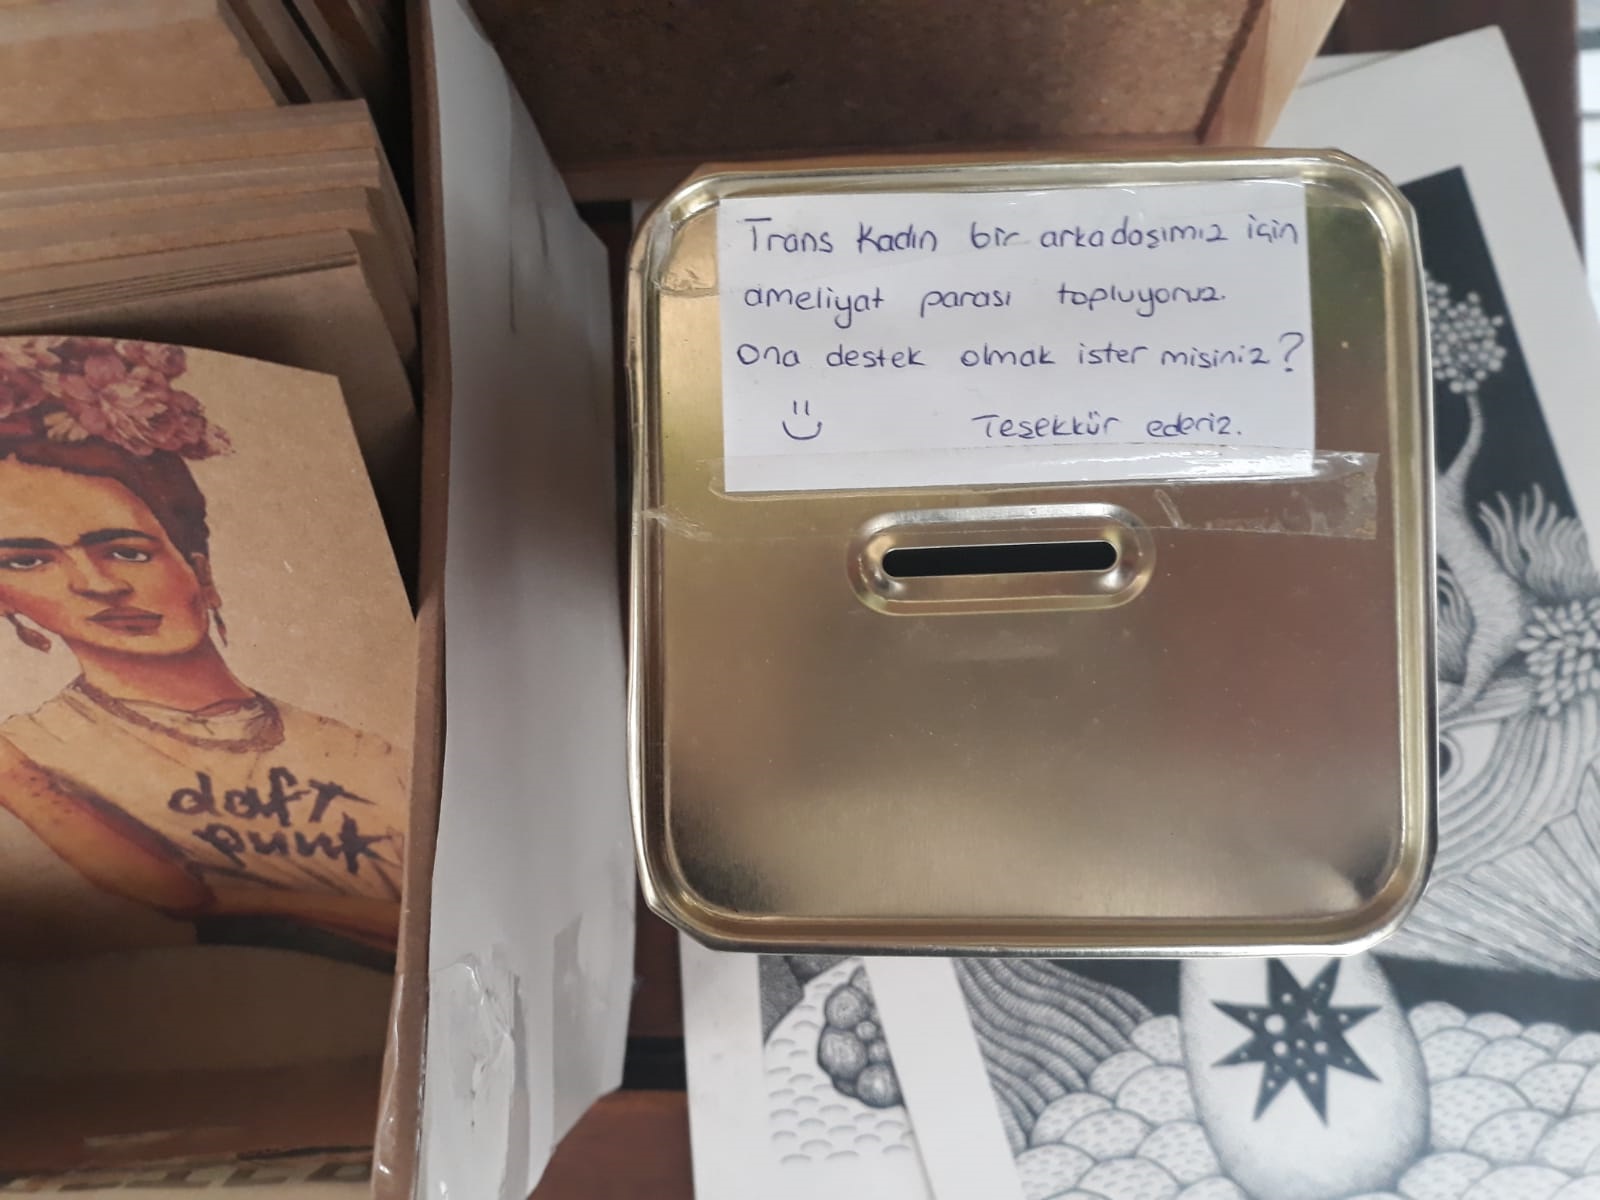 Trans Kadın bir arkadaşımız için
ameliyat parası topluyoruz.
Ona destek olmak ister misiniz?
Teşekkür ederiz.
daft
punk